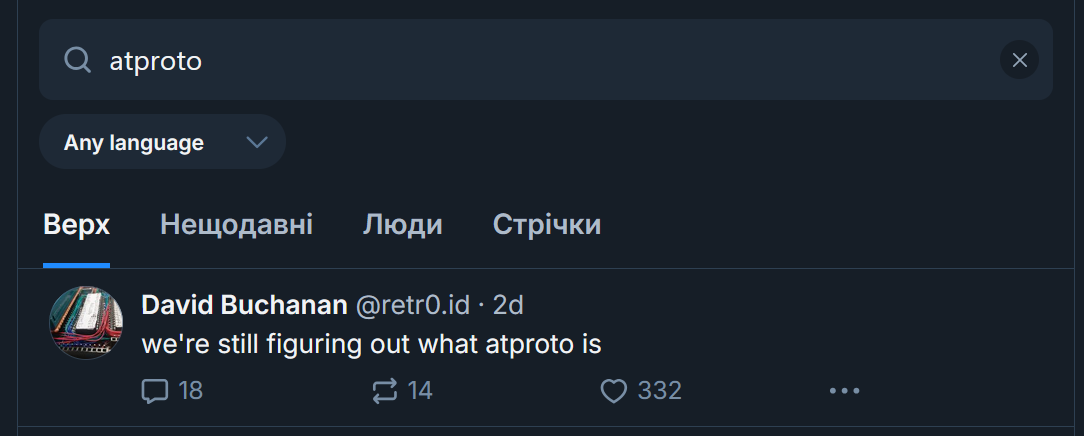 atproto
Any language
Верх Нещодавні Люди Стрічки
David Buchanan @retr0.id · 2d
we're still figuring out what atproto is
18 14 332